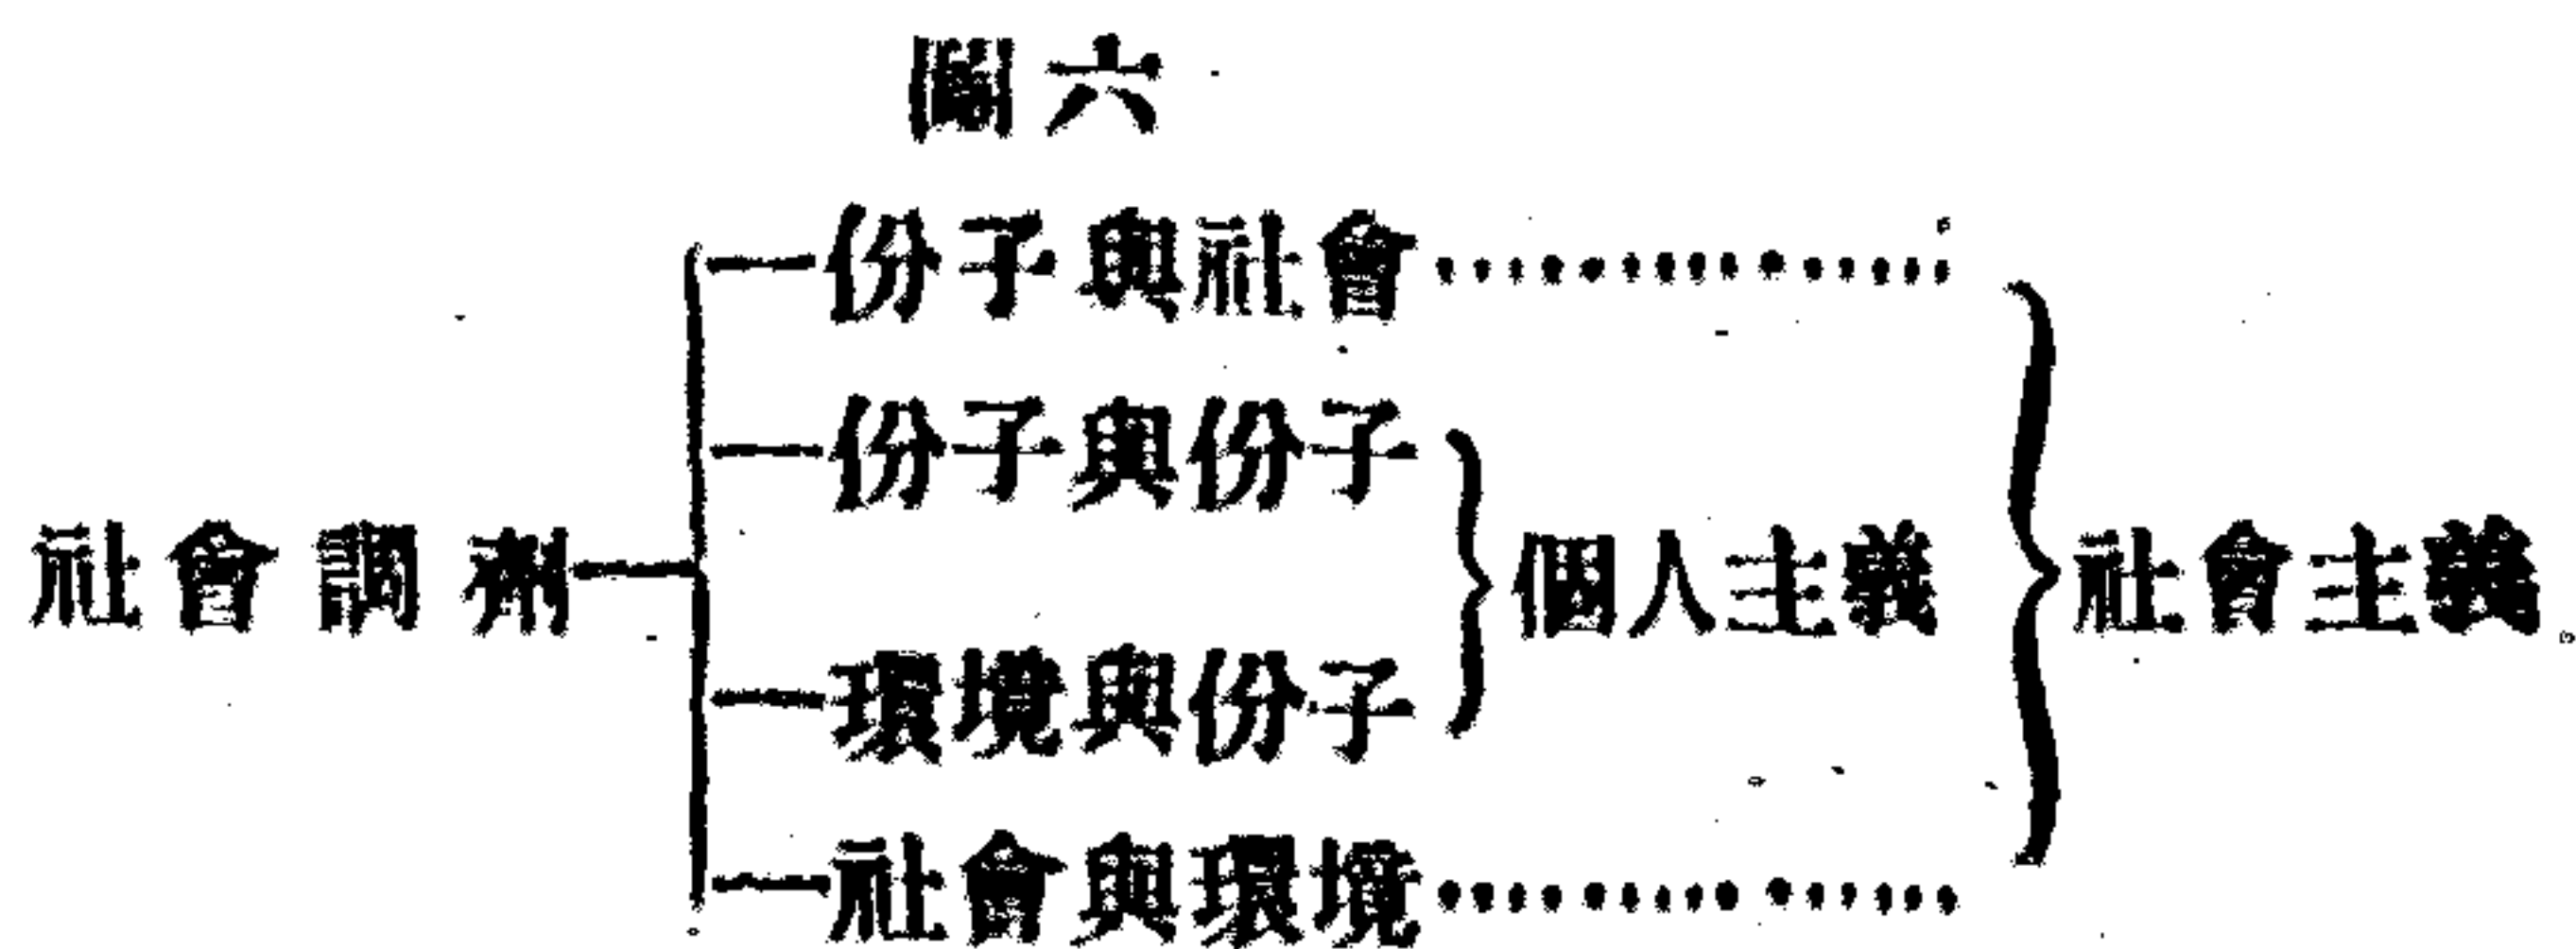 圖六
份子與社會
份子與份子
社會調劑
個人主義
社會主義。
環境與份子
社會與環境